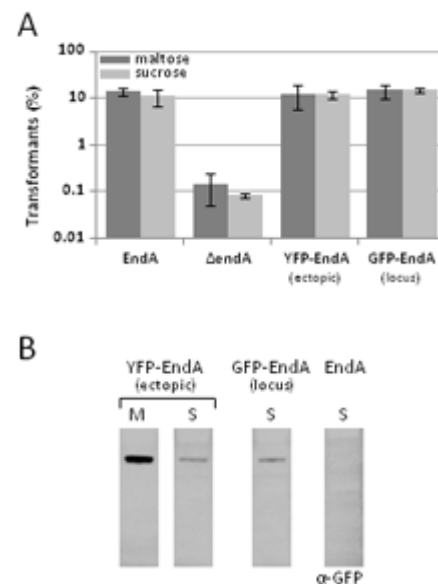 A
Transformants (%)
100
10
1
0.1
0.01
maltose
sucrose
EndA ΔendA YFP-EndA GFP-EndA
(ectopic) (locus)
B
YFP-EndA GFP-EndA EndA
(ectopic) (locus)
M S S S
α-GFP